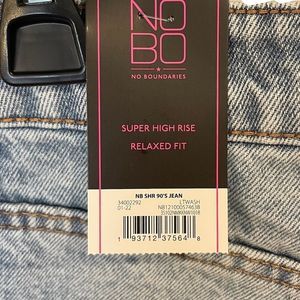 NO
BO
NO BOUNDARIES
SUPER HIGH RISE
RELAXED FIT
NB SHR 90'S JEAN
34002292 LTWASH
01-22 NB12100057463B
1 93712 37564 8